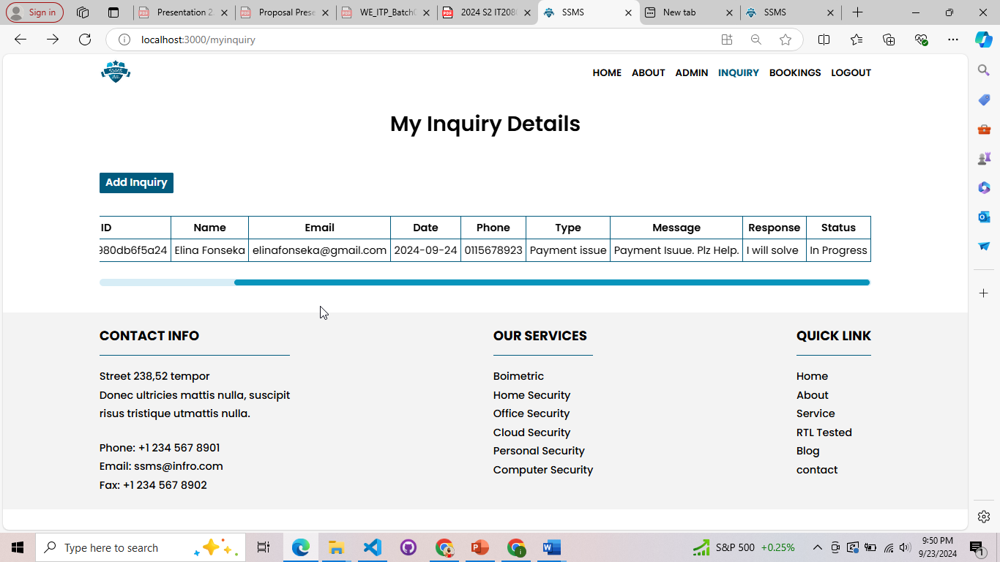 Sign in
Presentation 2.
Proposal Prese
WE_ITP_Batch
2024 S2 IT208
SSMS
New tab
SSMS
localhost:3000/myinquiry
SSMS
HOME ABOUT ADMIN INQUIRY BOOKINGS LOGOUT
My Inquiry Details
Add Inquiry
ID Name Email Date Phone Type Message Response Status
980db6f5a24 Elina Fonseka elinafonseka@gmail.com 2024-09-24 0115678923 Payment issue Payment Isuue. Plz Help. I will solve In Progress
CONTACT INFO
Street 238,52 tempor
Donec ultricies mattis nulla, suscipit
risus tristique utmattis nulla.
Phone: +1 234 567 8901
Email: ssms@infro.com
Fax: +1 234 567 8902
OUR SERVICES
Boimetric
Home Security
Office Security
Cloud Security
Personal Security
Computer Security
QUICK LINK
Home
About
Service
RTL Tested
Blog
contact
Type here to search
S&P 500 +0.25%
9:50 PM
9/23/2024
1